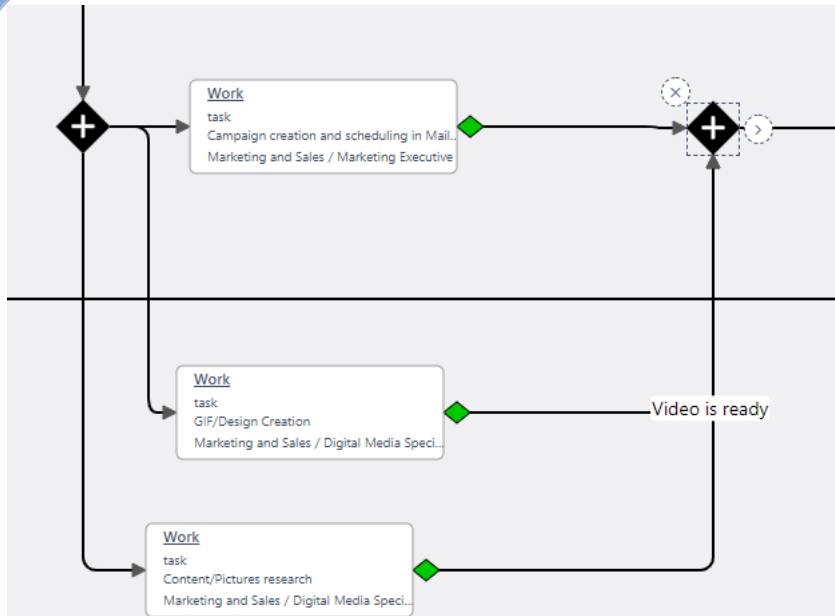 Work
task
Campaign creation and scheduling in Mail...
Marketing and Sales / Marketing Executive
Work
task
GIF/Design Creation
Marketing and Sales / Digital Media Speci...
Video is ready
Work
task
Content/Pictures research
Marketing and Sales / Digital Media Speci...